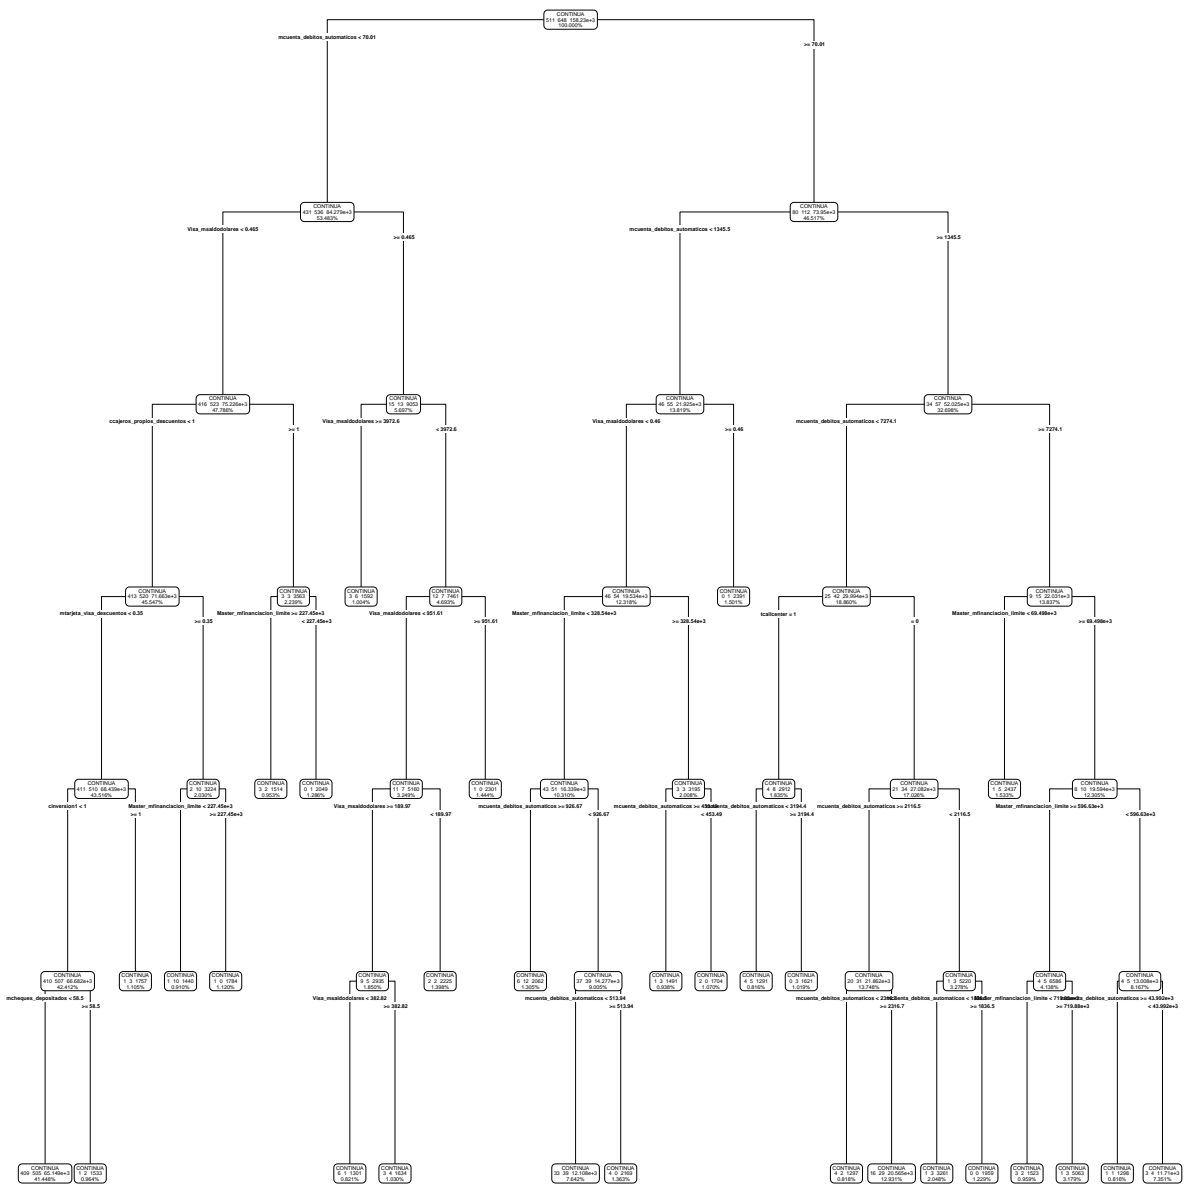 CONTINUA
511 648 158.23e+3
100.000%
mcuenta_debitos_automaticos < 70.01
>= 70.01
CONTINUA
431 536 84.279e+3
53.483%
CONTINUA
80 112 73.95e+3
46.517%
Visa_msaldodolares < 0.465
>= 0.465
mcuenta_debitos_automaticos < 1345.5
>= 1345.5
CONTINUA
416 523 75.226e+3
47.786%
CONTINUA
15 13 9053
5.697%
CONTINUA
46 55 21.925e+3
13.819%
CONTINUA
34 57 52.025e+3
32.698%
ccajeros_propios_descuentos < 1
>= 1
Visa_msaldodolares >= 3972.6
< 3972.6
Visa_msaldodolares < 0.46
>= 0.46
mcuenta_debitos_automaticos < 7274.1
>= 7274.1
CONTINUA
413 520 71.663e+3
45.547%
CONTINUA
3 3 3563
2.239%
CONTINUA
3 6 1592
1.004%
CONTINUA
12 7 7461
4.693%
CONTINUA
46 54 19.534e+3
12.318%
CONTINUA
0 1 2391
1.501%
CONTINUA
25 42 29.994e+3
18.860%
CONTINUA
9 15 22.031e+3
13.837%
mtarjeta_visa_descuentos < 0.35
>= 0.35
Master_mfinanciacion_limite >= 227.45e+3
< 227.45e+3
Visa_msaldodolares < 951.61
>= 951.61
Master_mfinanciacion_limite < 328.54e+3
>= 328.54e+3
tcallcenter = 1
= 0
Master_mfinanciacion_limite < 69.498e+3
>= 69.498e+3
CONTINUA
411 510 68.439e+3
43.516%
CONTINUA
2 10 3224
2.030%
CONTINUA
3 2 1514
0.953%
CONTINUA
0 1 2049
1.286%
CONTINUA
11 7 5160
3.249%
CONTINUA
1 0 2301
1.444%
CONTINUA
43 51 16.339e+3
10.310%
CONTINUA
3 3 3195
2.008%
CONTINUA
4 8 2912
1.835%
CONTINUA
21 34 27.082e+3
17.026%
CONTINUA
1 5 2437
1.533%
CONTINUA
8 10 19.594e+3
12.305%
cinversion1 < 1
>= 1
Master_mfinanciacion_limite < 227.45e+3
>= 227.45e+3
Visa_msaldodolares >= 189.97
< 189.97
mcuenta_debitos_automaticos >= 926.67
< 926.67
mcuenta_debitos_automaticos >=
< 453.49
debitos_automaticos < 3194.4
>= 3194.4
mcuenta_debitos_automaticos >= 2116.5
< 2116.5
Master_mfinanciacion_limite >= 596.63e+3
< 596.63e+3
CONTINUA
410 507 66.682e+3
42.412%
CONTINUA
1 3 1757
1.105%
CONTINUA
1 10 1440
0.910%
CONTINUA
1 0 1784
1.120%
CONTINUA
9 5 2935
1.850%
CONTINUA
2 2 2225
1.398%
CONTINUA
6 12 2062
1.305%
CONTINUA
37 39 14.277e+3
9.005%
CONTINUA
1 3 1491
0.938%
CONTINUA
2 0 1704
1.070%
CONTINUA
4 5 1291
0.816%
CONTINUA
0 3 1621
1.019%
CONTINUA
20 31 21.862e+3
13.748%
CONTINUA
1 3 5220
3.278%
CONTINUA
4 5 6586
4.138%
CONTINUA
4 5 13.008e+3
8.167%
mcheques_depositados < 58.5
>= 58.5
Visa_msaldodolares < 382.82
>= 382.82
mcuenta_debitos_automaticos < 513.94
>= 513.94
mcuenta_debitos_automaticos <
>= 2316.7
debitos_automaticos <
>= 1836.5
mfinanciacion_limite <
>= 719.88e+3
debitos_automaticos >= 43.992e+3
< 43.992e+3
CONTINUA
409 505 65.149e+3
41.448%
CONTINUA
1 2 1533
0.964%
CONTINUA
6 1 1301
0.821%
CONTINUA
3 4 1634
1.030%
CONTINUA
33 39 12.108e+3
7.642%
CONTINUA
4 0 2169
1.363%
CONTINUA
4 2 1297
0.818%
CONTINUA
16 29 20.565e+3
12.931%
CONTINUA
1 3 3261
2.048%
CONTINUA
0 0 1959
1.229%
CONTINUA
3 2 1523
0.959%
CONTINUA
1 3 5063
3.179%
CONTINUA
1 1 1298
0.816%
CONTINUA
3 4 11.71e+3
7.351%